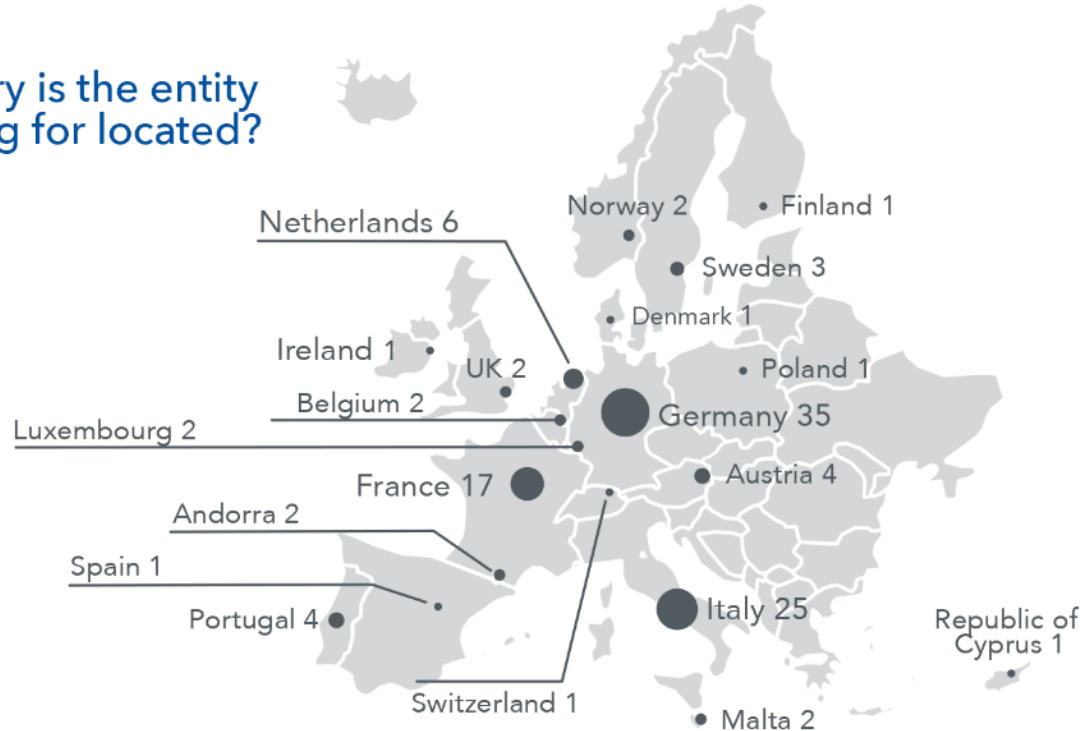 ry is the entity
g for located?
Norway 2
Finland 1
Netherlands 6
Sweden 3
Denmark 1
Ireland 1
UK 2
Poland 1
Belgium 2
Germany 35
Luxembourg 2
Austria 4
France 17
Andorra 2
Spain 1
Portugal 4
Italy 25
Republic of
Cyprus 1
Switzerland 1
Malta 2